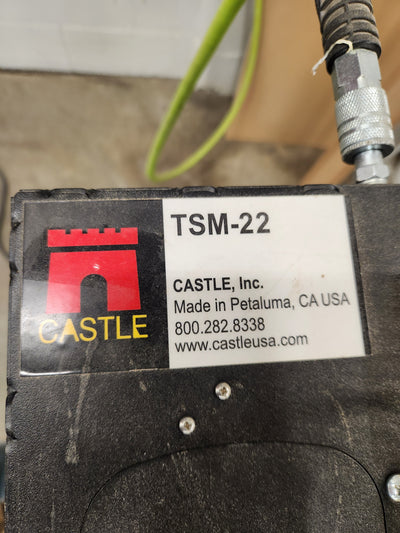 CASTLE
TSM-22
CASTLE, Inc.
Made in Petaluma, CA USA
800.282.8338
www.castleusa.com